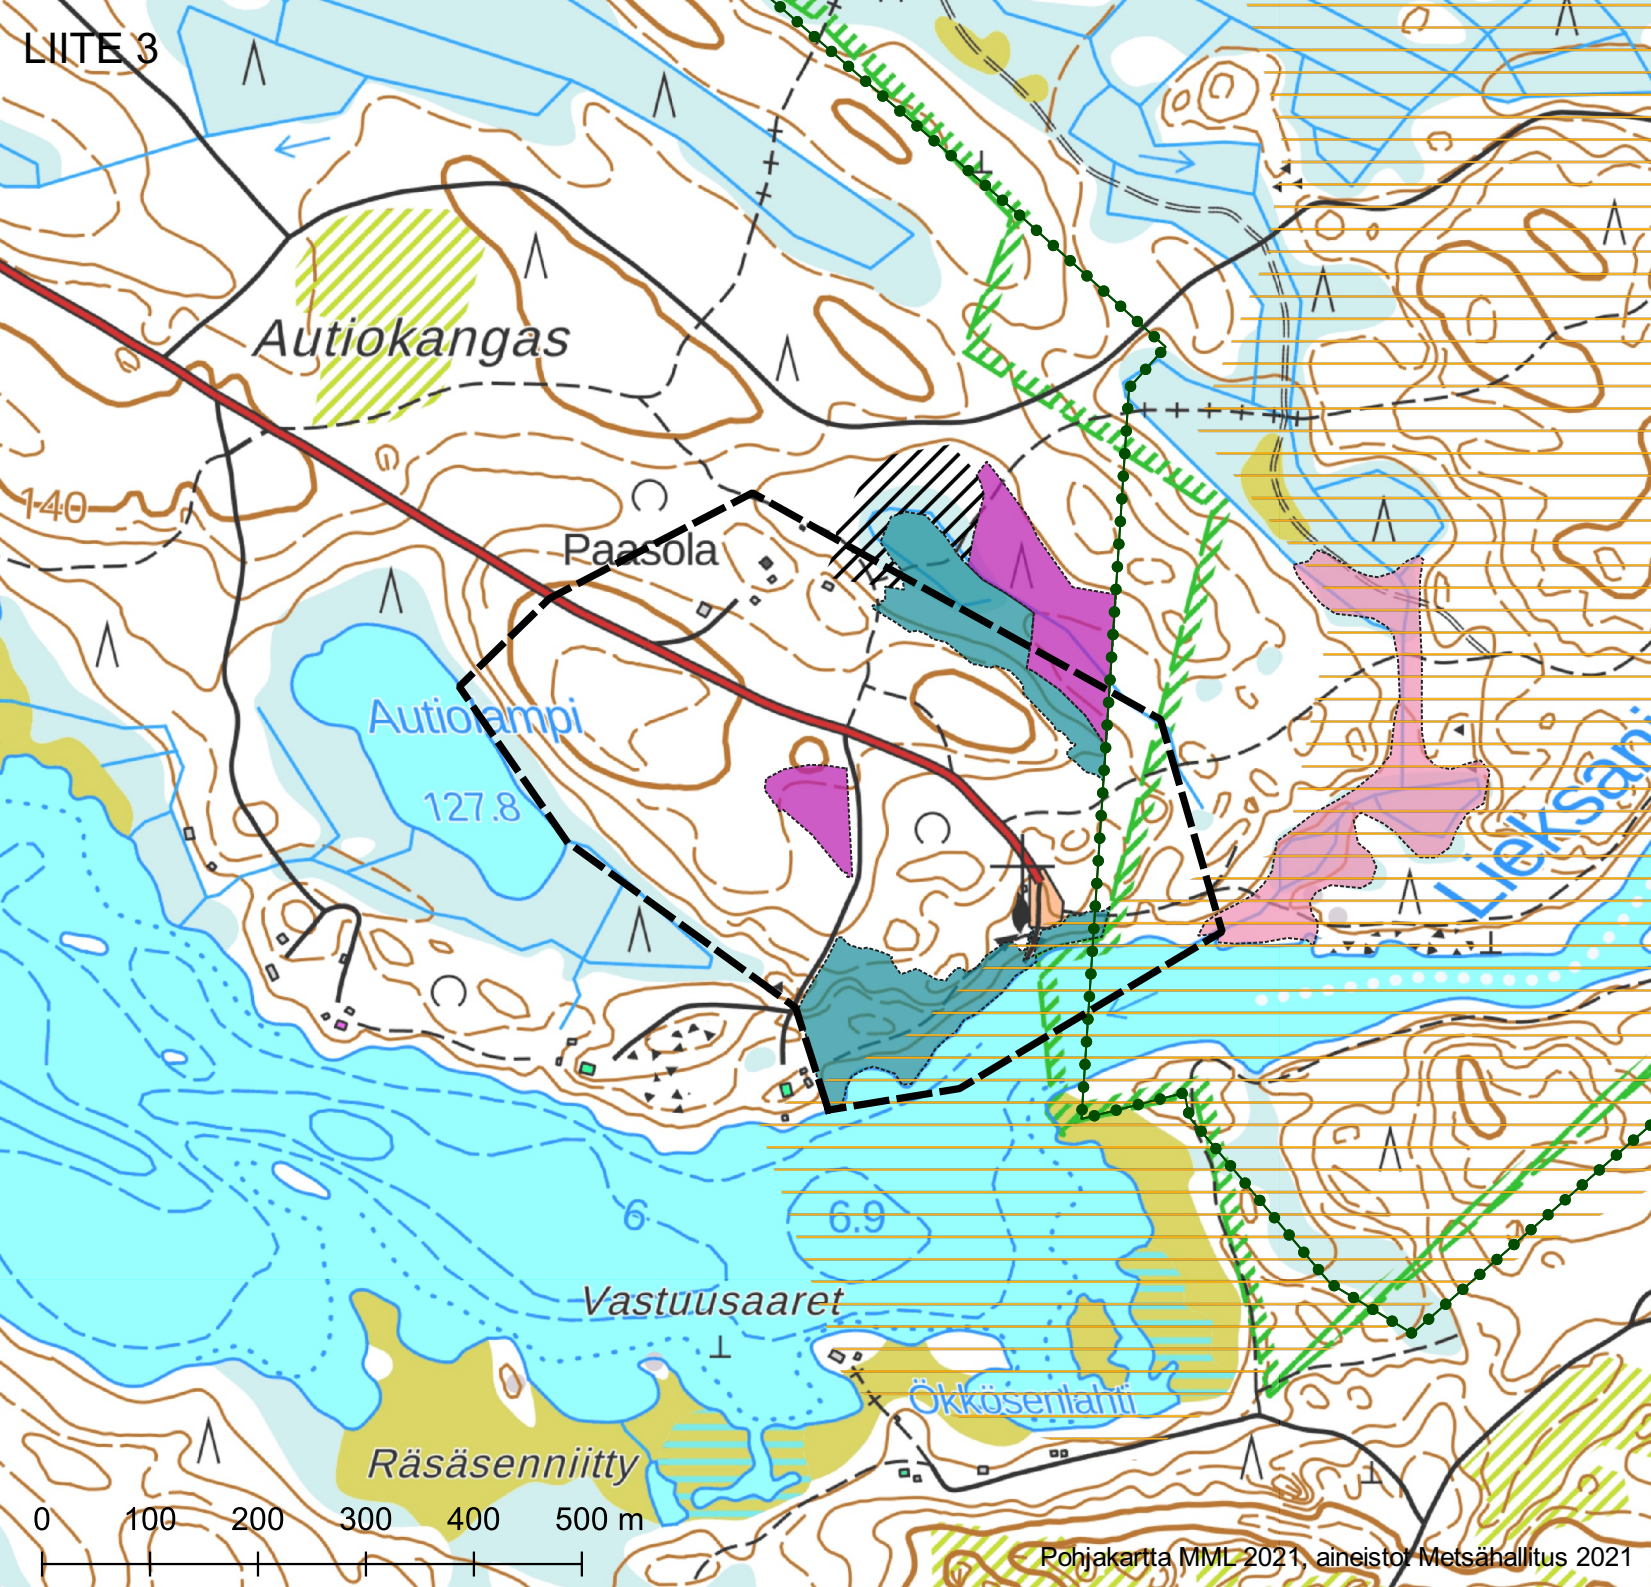 LIITE 3
Autiokangas
140
Paasola
Autiolampi
127.8
6
6.9
Vastuusaaret
Ökkösenlahti
Räsäsenniitty
0 100 200 300 400 500 m
Pohjakartta MML 2021, aineistot Metsähallitus 2021